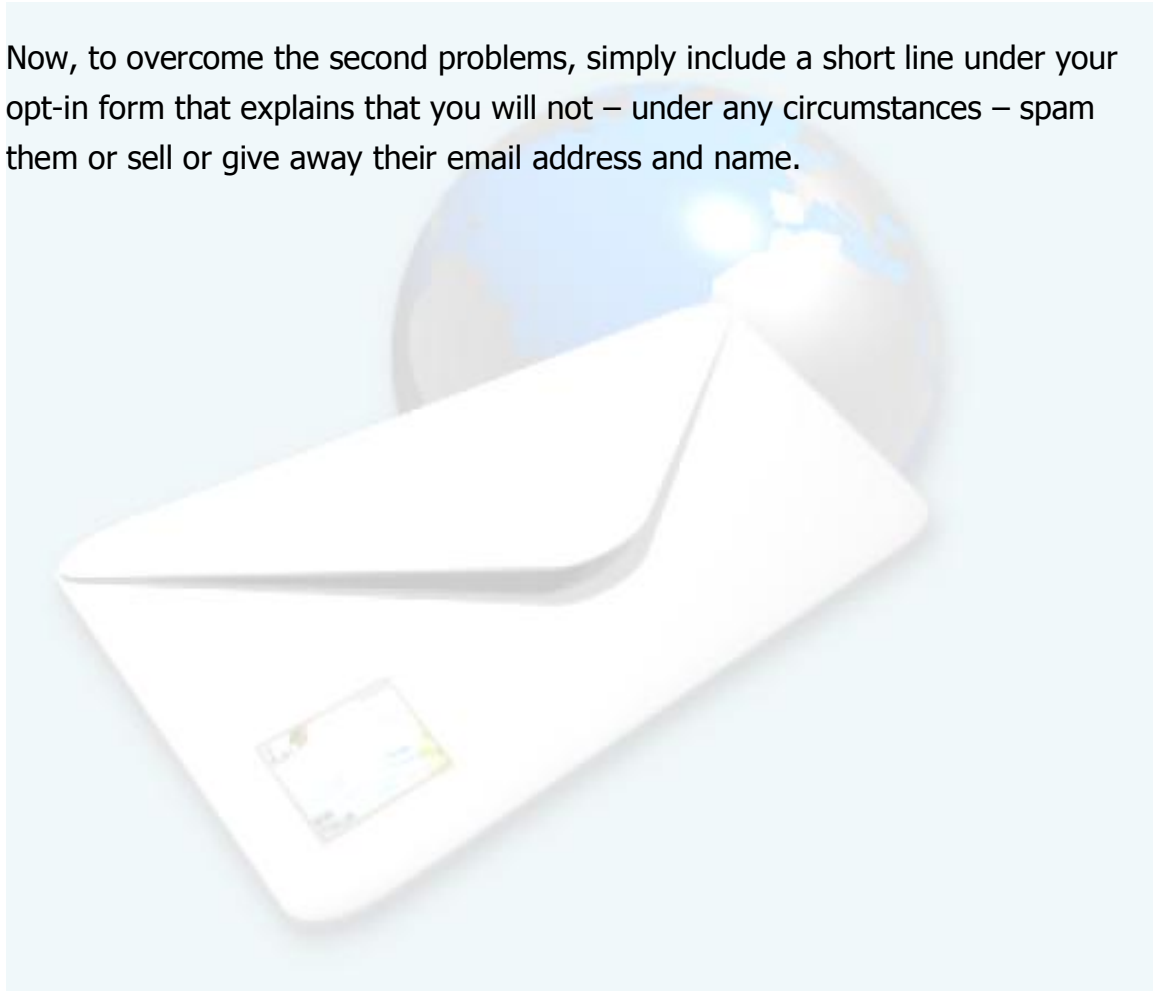 Now, to overcome the second problems, simply include a short line under your
opt-in form that explains that you will not – under any circumstances – spam
them or sell or give away their email address and name.